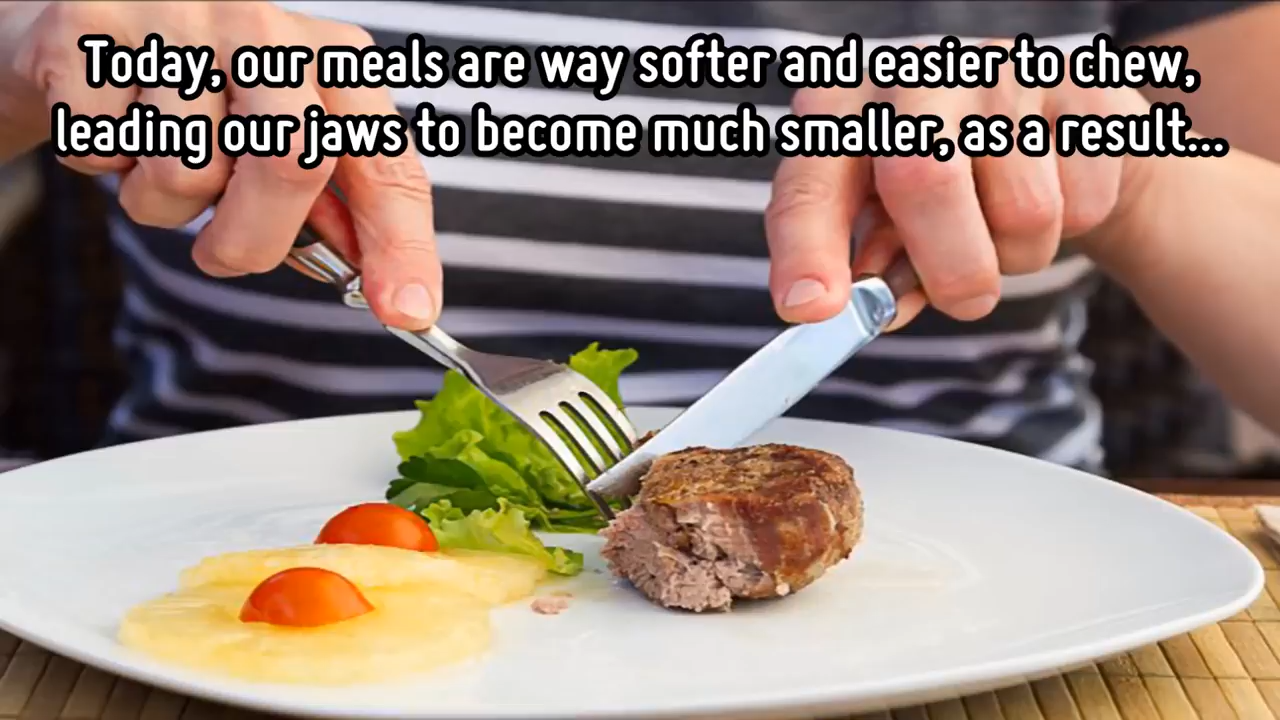 Today, our meals are way softer and easier to chew,
leading our jaws to become much smaller, as a result...